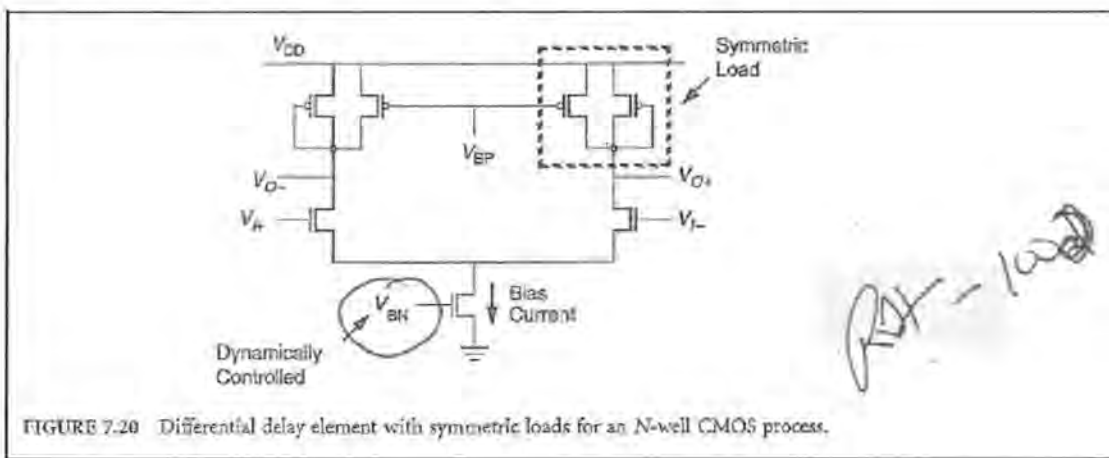 V_DD
Symmetric
Load
V_BP
V_O−
V_O+
V_I−
V_BN
Bias
Current
Dynamically
Controlled
FIGURE 7.20 Differential delay element with symmetric loads for an N-well CMOS process.